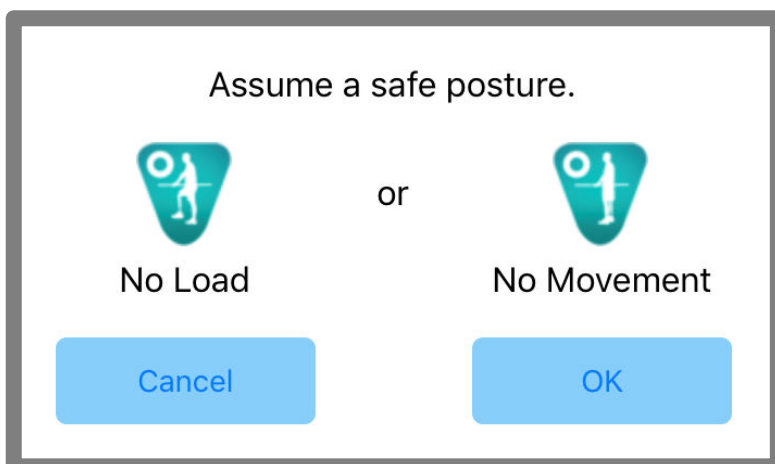 Assume a safe posture.
or
No Load
No Movement
Cancel
OK